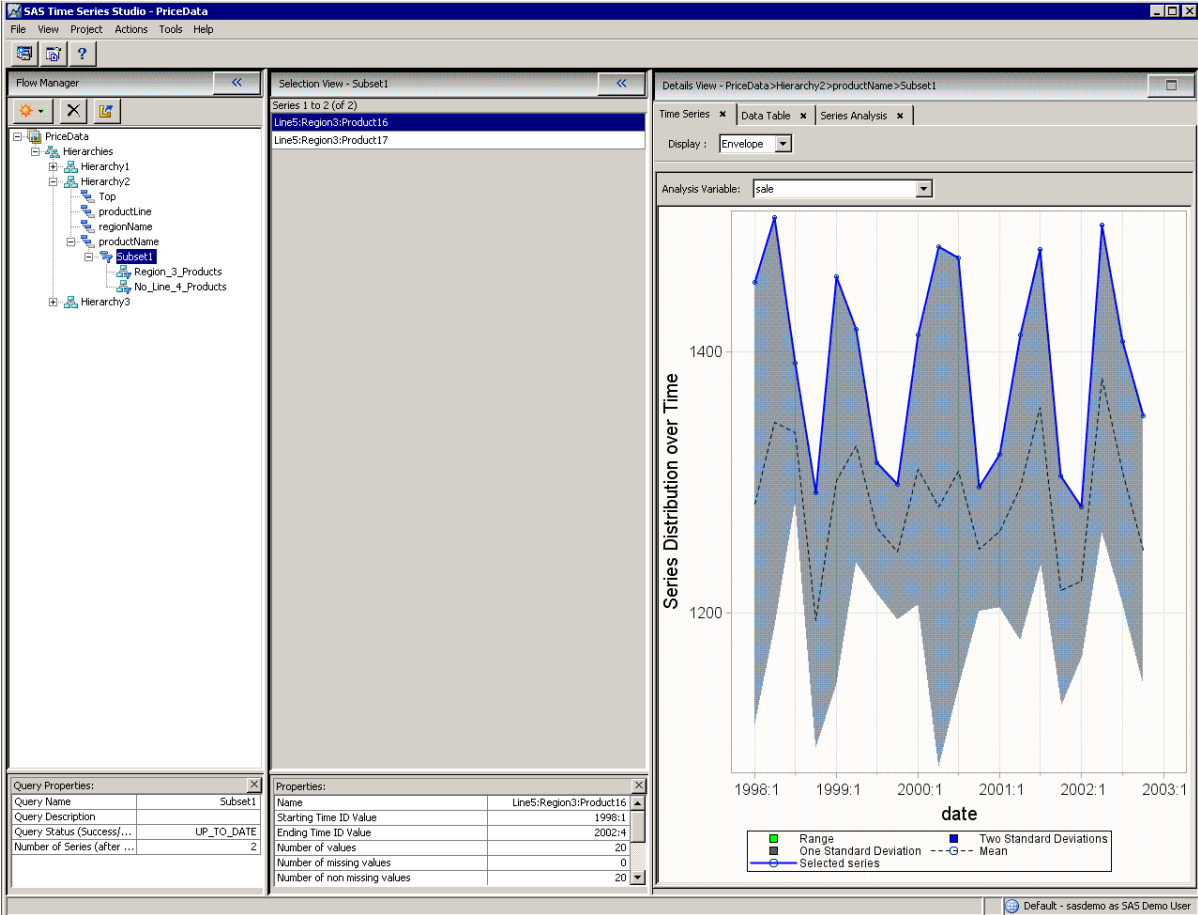 SAS Time Series Studio - PriceData
File View Project Actions Tools Help
Flow Manager
PriceData
Hierarchies
Hierarchy1
Hierarchy2
Top
productLine
regionName
productName
Subset1
Region_3_Products
No_Line_4_Products
Hierarchy3
Query Properties:
Query Name Subset1
Query Description
Query Status (Success/... UP_TO_DATE
Number of Series (after ... 2
Selection View - Subset1
Series 1 to 2 (of 2)
Line5:Region3:Product16
Line5:Region3:Product17
Properties:
Name Line5:Region3:Product16
Starting Time ID Value 1998:1
Ending Time ID Value 2002:4
Number of values 20
Number of missing values 0
Number of non missing values 20
Details View - PriceData>Hierarchy2>productName>Subset1
Time Series Data Table Series Analysis
Display : Envelope
Analysis Variable: sale
Series Distribution over Time
1400
1200
1998:1 1999:1 2000:1 2001:1 2002:1 2003:1
date
Range Two Standard Deviations
One Standard Deviation Mean
Selected series
Default - sasdemo as SAS Demo User